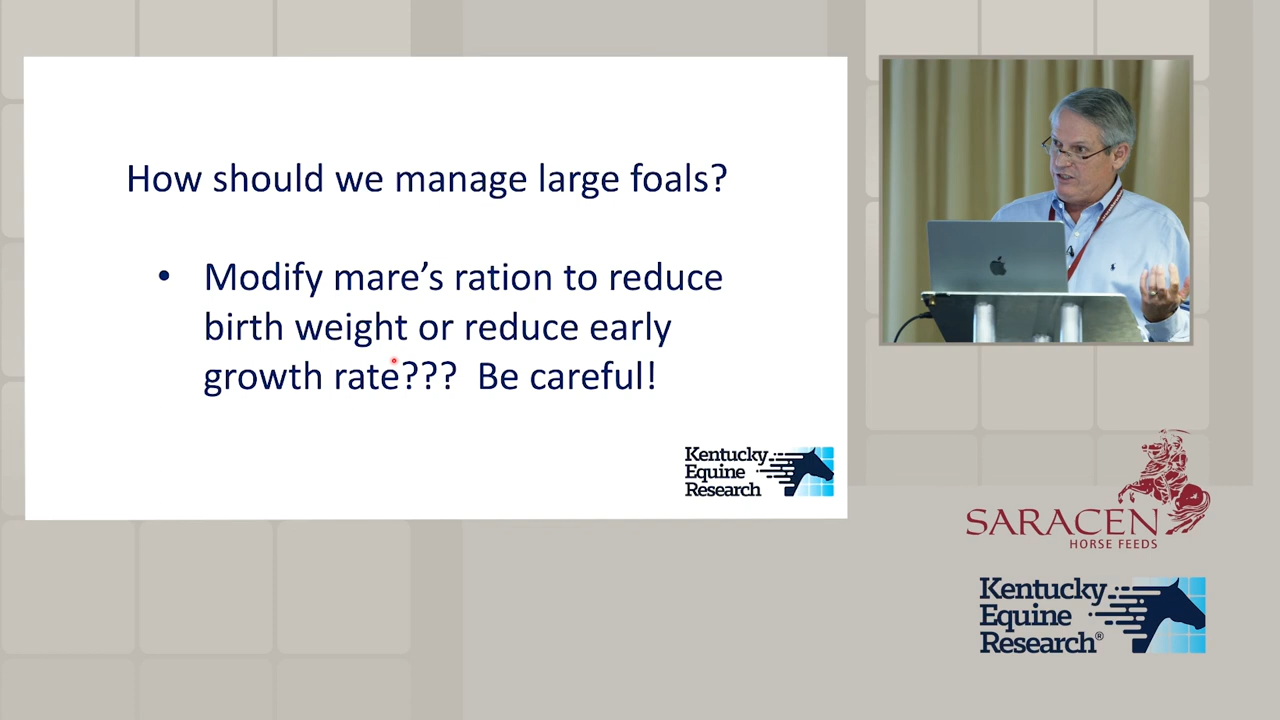 How should we manage large foals?
• Modify mare's ration to reduce
birth weight or reduce early
growth rate??? Be careful!
Kentucky
Equine
Research
SARACEN
HORSE FEEDS
Kentucky
Equine
Research®